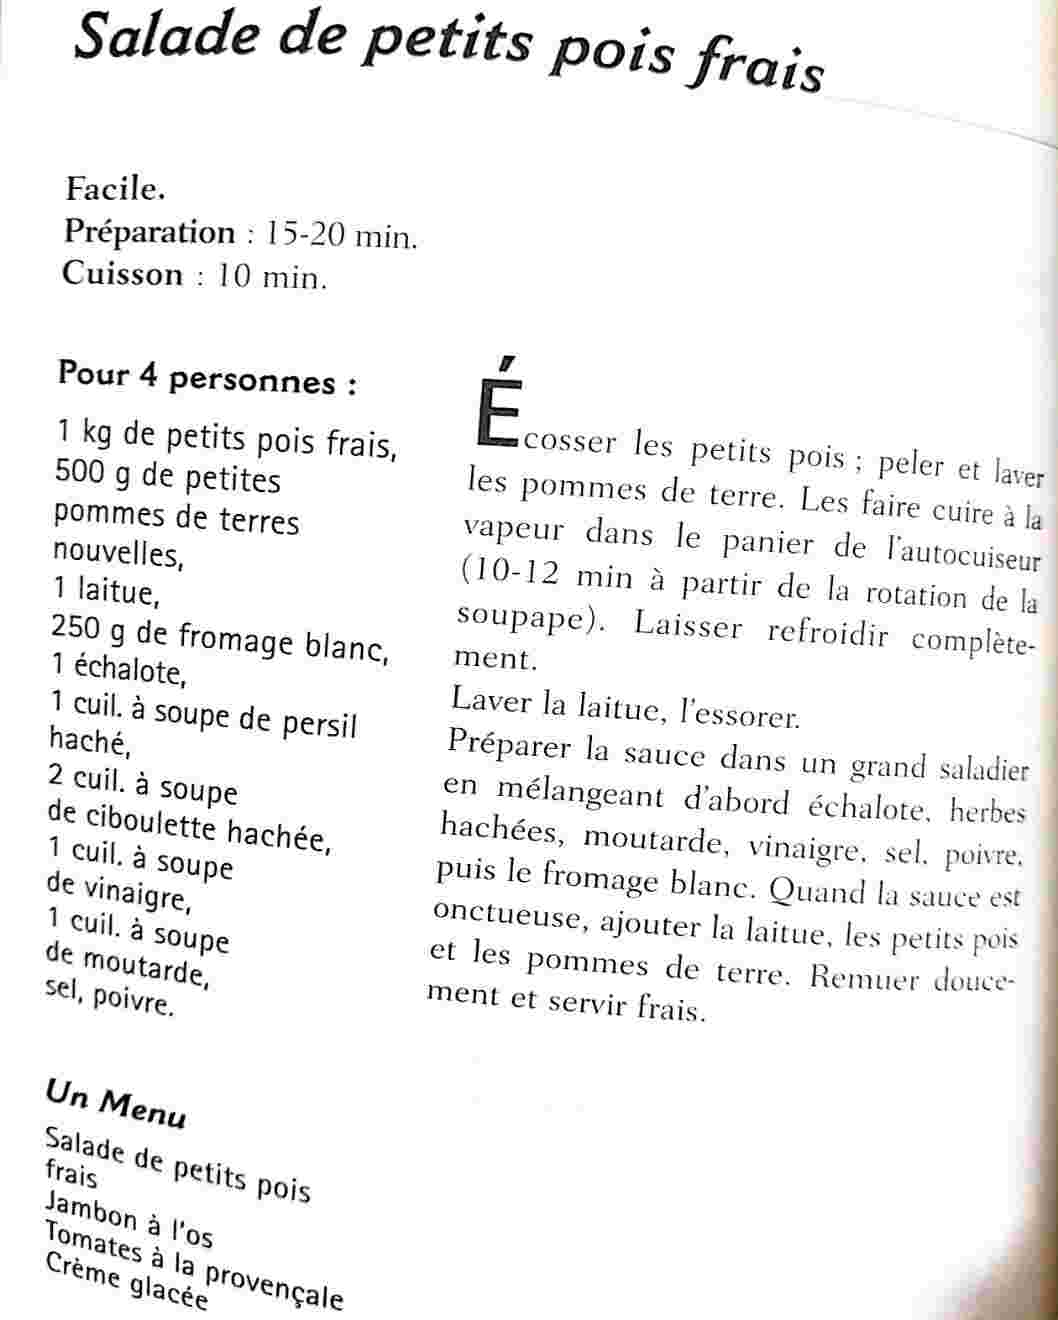 Salade de petits pois frais
Facile.
Préparation : 15-20 min.
Cuisson : 10 min.
Pour 4 personnes :
1 kg de petits pois frais,
500 g de petites
pommes de terres
nouvelles,
1 laitue,
250 g de fromage blanc,
1 échalote,
1 cuil. à soupe de persil
haché,
2 cuil. à soupe
de ciboulette hachée,
1 cuil. à soupe
de vinaigre,
1 cuil. à soupe
de moutarde,
sel, poivre.
Écosser les petits pois ; peler et laver
les pommes de terre. Les faire cuire à la
vapeur dans le panier de l'autocuiseur
(10-12 min à partir de la rotation de la
soupape). Laisser refroidir complète-
ment.
Laver la laitue, l'essorer.
Préparer la sauce dans un grand saladier
en mélangeant d'abord échalote, herbes
hachées, moutarde, vinaigre, sel, poivre,
puis le fromage blanc. Quand la sauce est
onctueuse, ajouter la laitue, les petits pois
et les pommes de terre. Remuer douce-
ment et servir frais.
Un Menu
Salade de petits pois
frais
Jambon à l'os
Tomates à la provençale
Crème glacée